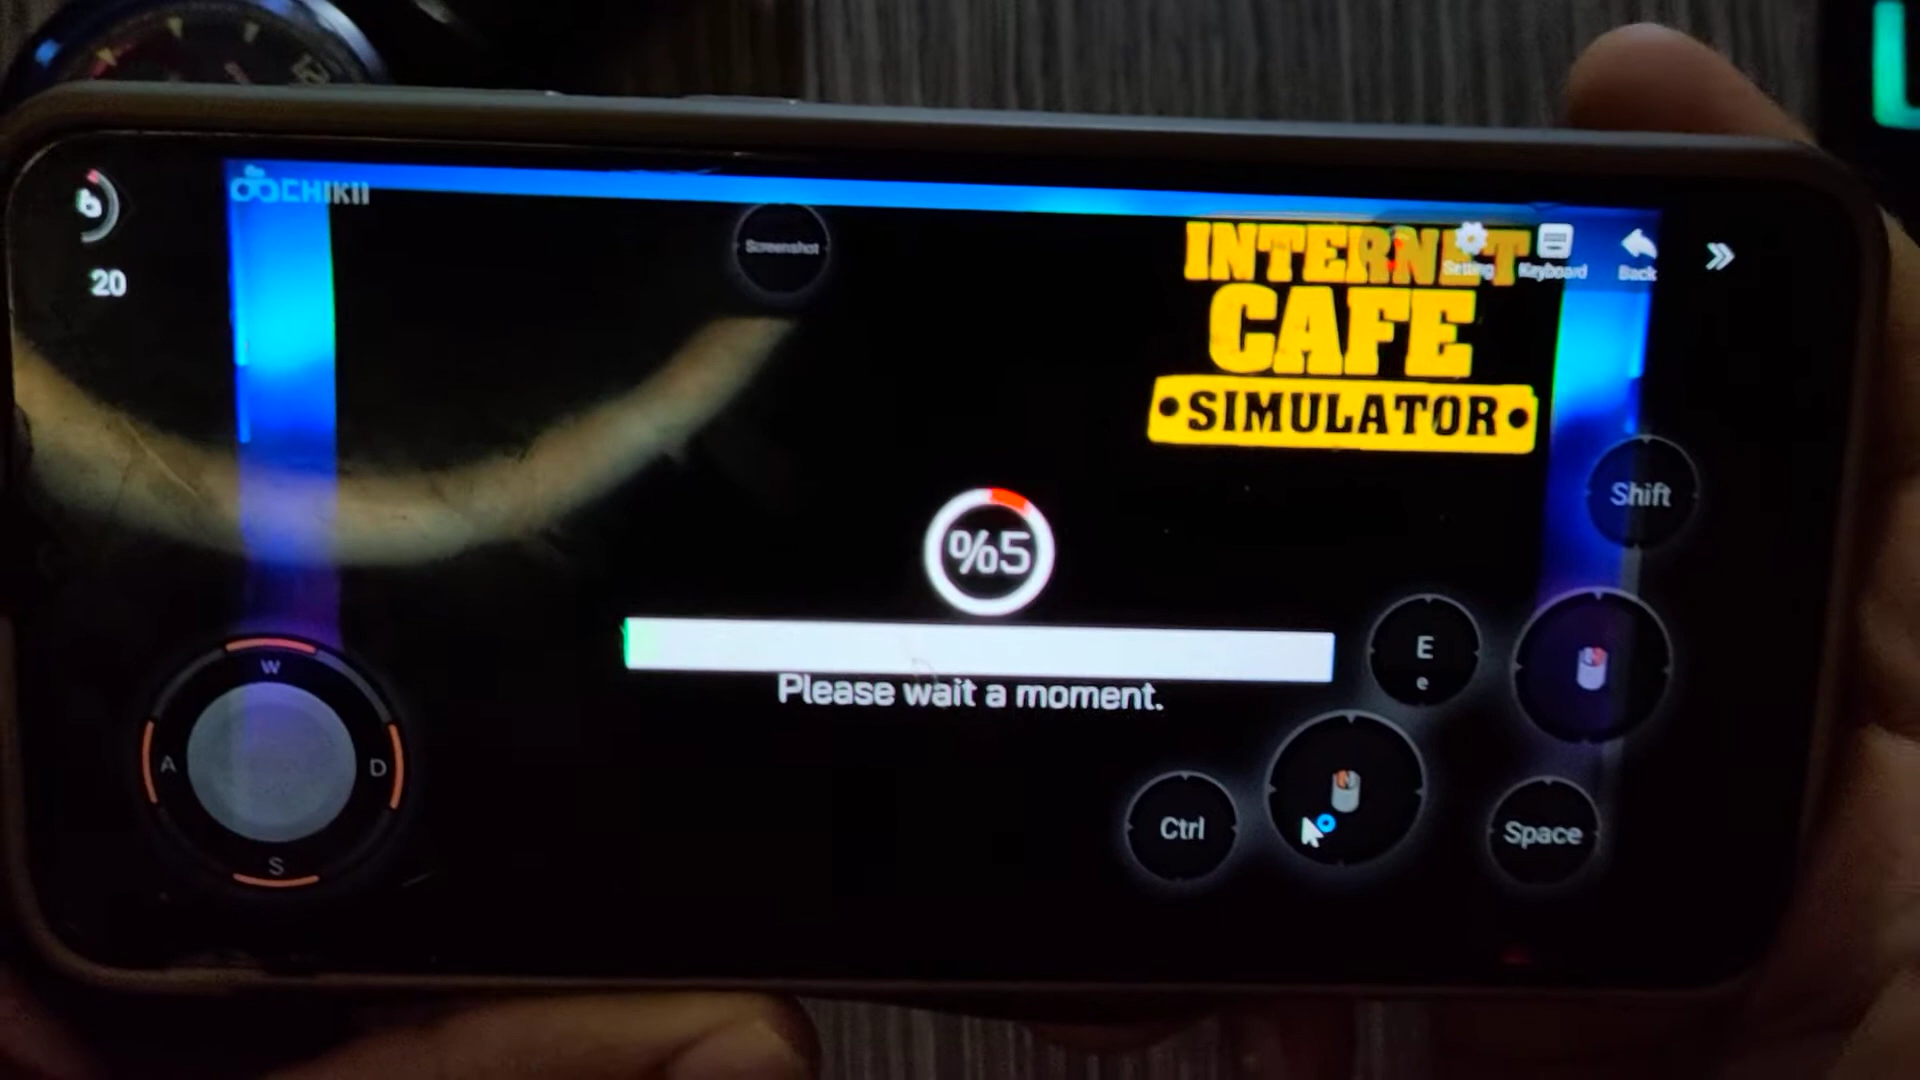 CHIKII
20
Screenshot
INTERNET
CAFE
SIMULATOR
Setting
Keyboard
Back
Shift
%5
Please wait a moment.
W
A
D
S
E
e
Ctrl
Space